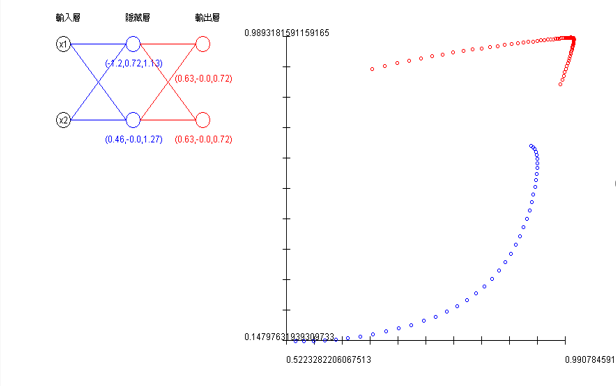 輸入層 隱藏層 輸出層
x1
x2
(-1.2,0.72,1.13)
(0.63,-0.0,0.72)
(0.46,-0.0,1.27)
(0.63,-0.0,0.72)
0.9893181591159165
0.14797631939309733
0.5223282206067513
0.990784591